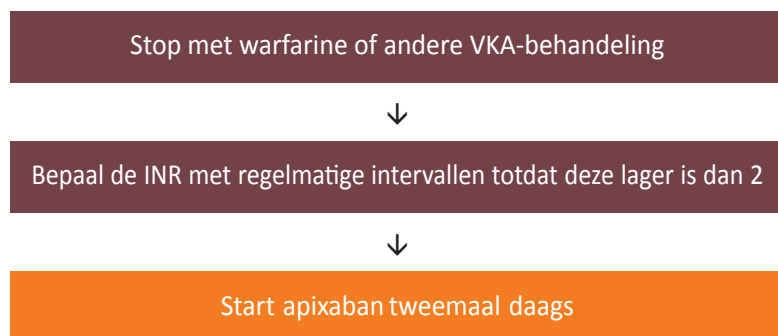 Stop met warfarine of andere VKA-behandeling
↓
Bepaal de INR met regelmatige intervallen totdat deze lager is dan 2
↓
Start apixaban tweemaal daags